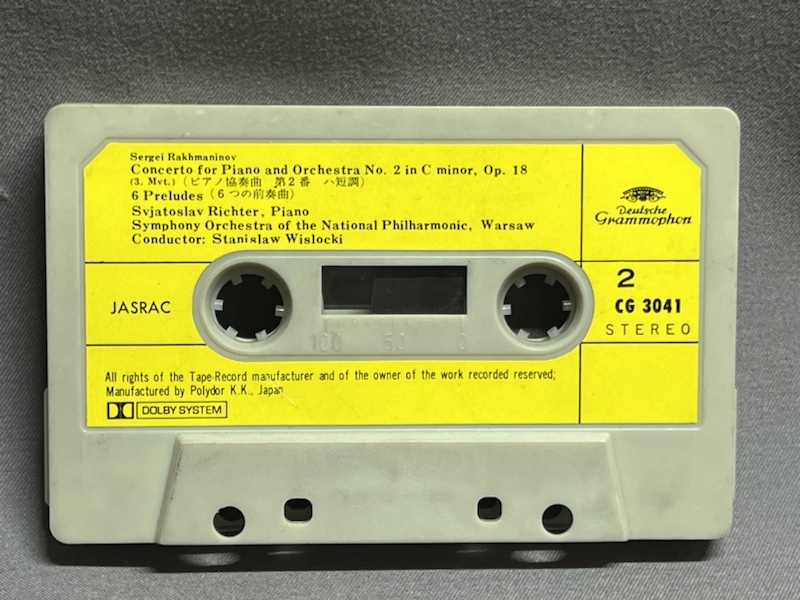 Sergei Rakhmaninov
Concerto for Piano and Orchestra No. 2 in C minor, Op. 18
(3. Mvt.) (ピアノ協奏曲 第2番 ハ短調)
6 Preludes (6つの前奏曲)
Svjatoslav Richter, Piano
Symphony Orchestra of the National Philharmonic, Warsaw
Conductor: Stanislaw Wislocki
Deutsche
Grammophon
JASRAC
2
CG 3041
STEREO
100 50 0
All rights of the Tape-Record manufacturer and of the owner of the work recorded reserved;
Manufactured by Polydor K.K., Japan
DOLBY SYSTEM